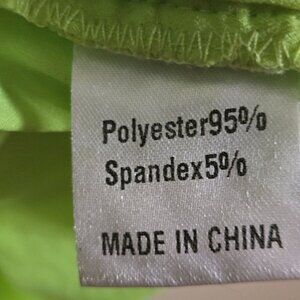 Polyester95%
Spandex5%
MADE IN CHINA